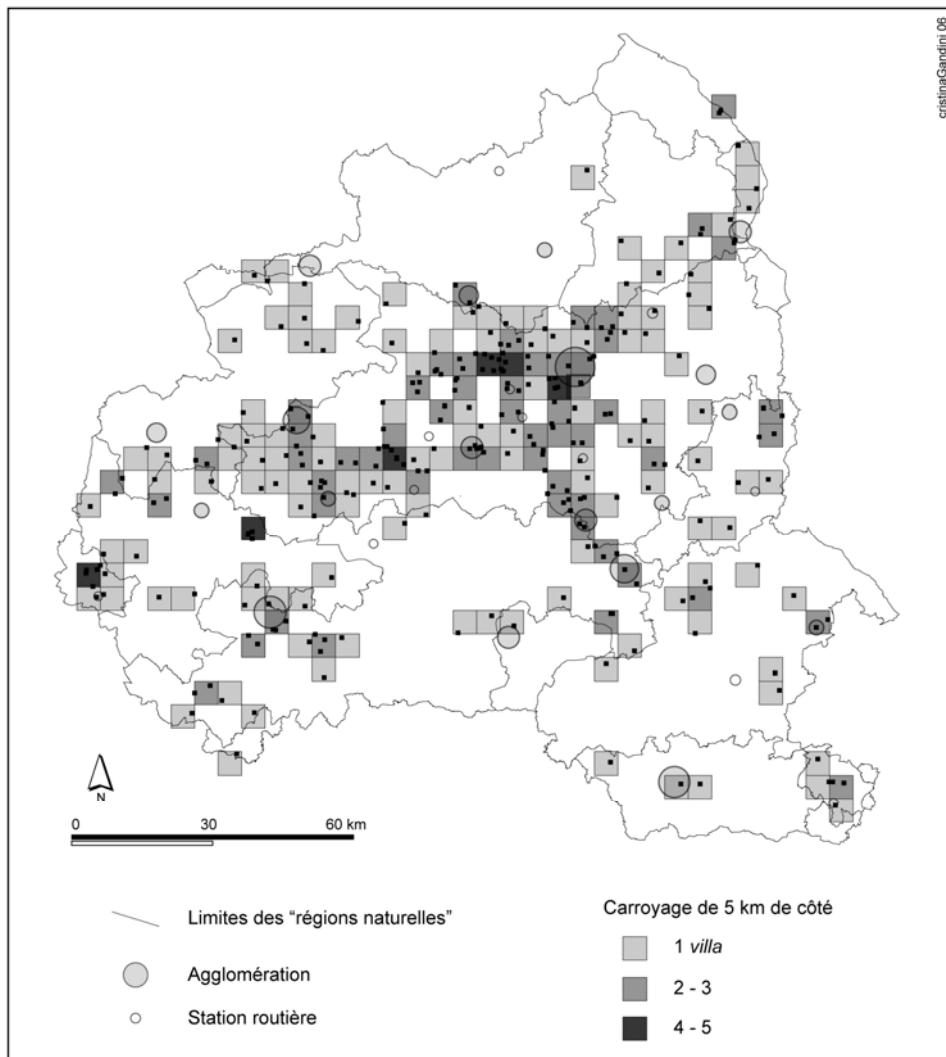 cristinaGandini 06
N
0 30 60 km
Limites des “régions naturelles”
Agglomération
Station routière
Carroyage de 5 km de côté
1 villa
2 - 3
4 - 5